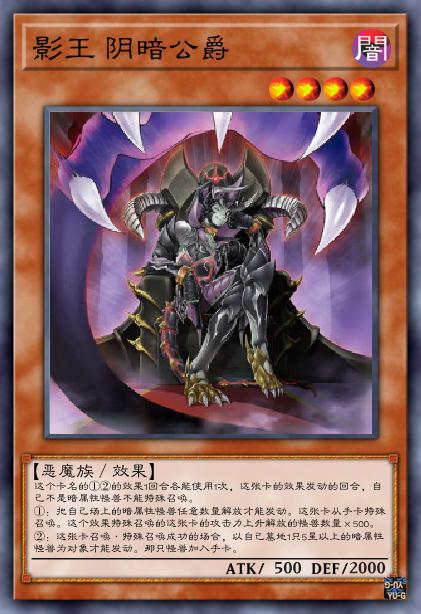 影王 阴暗公爵
闇
【恶魔族／效果】
这个卡名的①②的效果1回合各能使用1次，这张卡的效果发动的回合，自
己不是暗属性怪兽不能特殊召唤。
①：把自己场上的暗属性怪兽任意数量解放才能发动。这张卡从手卡特殊
召唤。这个效果特殊召唤的这张卡的攻击力上升解放的怪兽数量×500。
②：这张卡召唤·特殊召唤成功的场合，以自己墓地1只5星以上的暗属性
怪兽为对象才能发动。那只怪兽加入手卡。
ATK/ 500 DEF/2000
YU-G